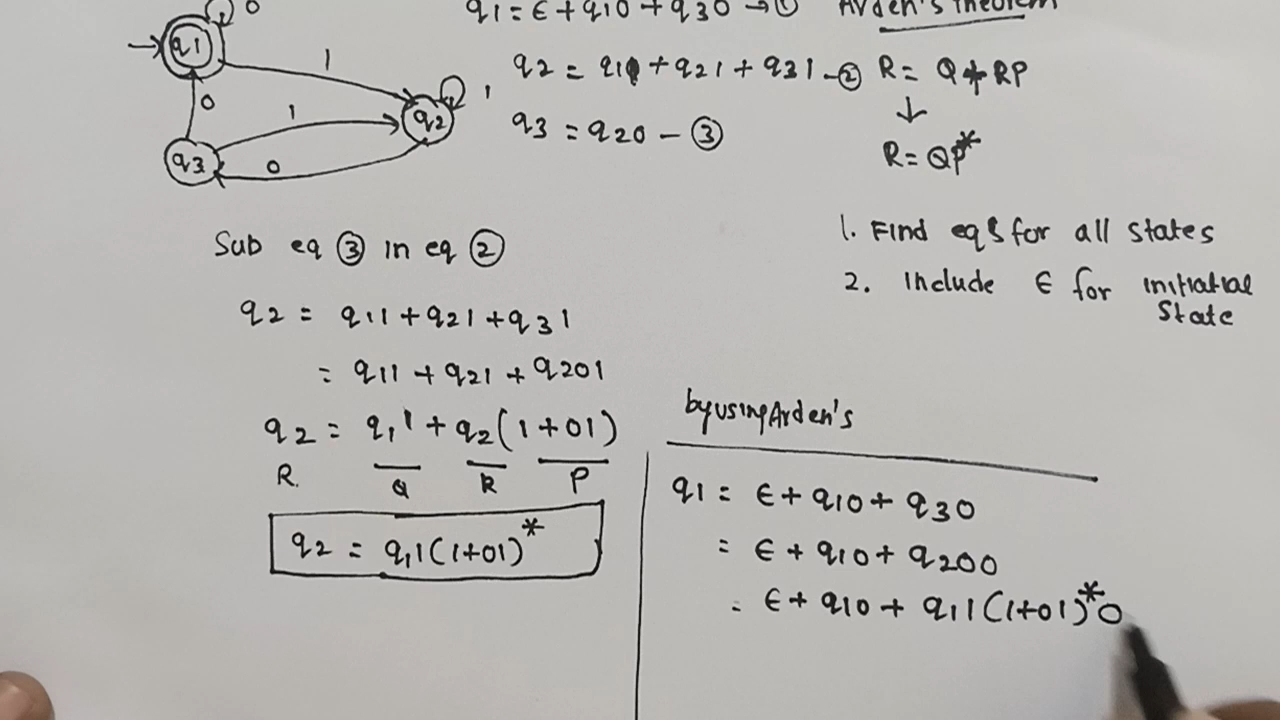 q1 = ε + q10 + q30 → ①
Arden's Theorem
q2 = q11 + q21 + q31 - ②
R = Q + RP
↓
q3 = q20 - ③
R = QP*
q1
0
1
0
1
q2
1
q3
0
Sub eq ③ in eq ②
q2 = q11 + q21 + q31
= q11 + q21 + q201
q2 = q11 + q2(1+01)
R Q R P
q2 = q11(1+01)*
1. Find eqs for all states
2. Include ε for initiatial
State
by using Arden's
q1 = ε + q10 + q30
= ε + q10 + q200
= ε + q10 + q11(1+01)*0